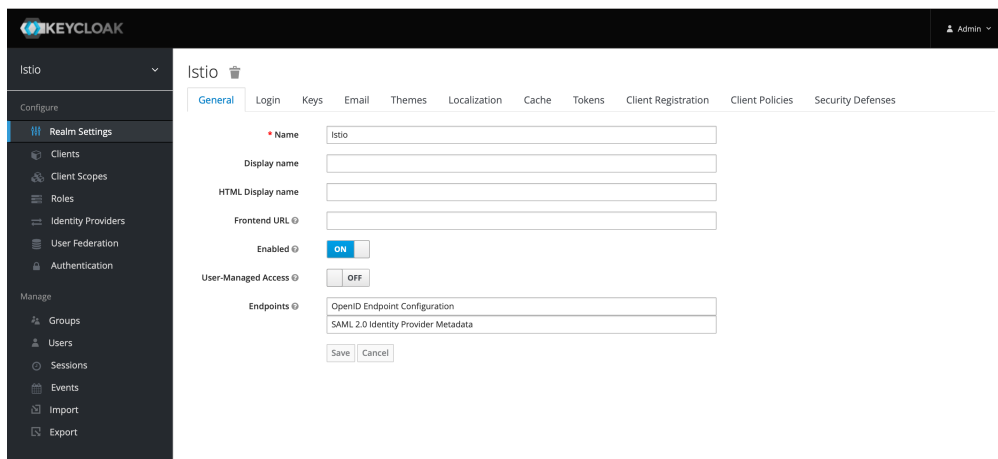 KEYCLOAK
Admin
Istio
Configure
Realm Settings
Clients
Client Scopes
Roles
Identity Providers
User Federation
Authentication
Manage
Groups
Users
Sessions
Events
Import
Export
Istio
General Login Keys Email Themes Localization Cache Tokens Client Registration Client Policies Security Defenses
* Name Istio
Display name
HTML Display name
Frontend URL
Enabled ON
User-Managed Access OFF
Endpoints OpenID Endpoint Configuration
SAML 2.0 Identity Provider Metadata
Save Cancel